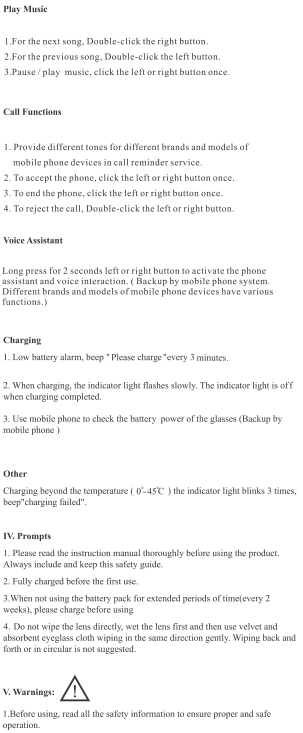 Play Music
1.For the next song, Double-click the right button.
2.For the previous song, Double-click the left button.
3.Pause / play music, click the left or right button once.
Call Functions
1. Provide different tones for different brands and models of
mobile phone devices in call reminder service.
2. To accept the phone, click the left or right button once.
3. To end the phone, click the left or right button once.
4. To reject the call, Double-click the left or right button.
Voice Assistant
Long press for 2 seconds left or right button to activate the phone
assistant and voice interaction. ( Backup by mobile phone system.
Different brands and models of mobile phone devices have various
functions.)
Charging
1. Low battery alarm, beep "Please charge"every 3 minutes.
2. When charging, the indicator light flashes slowly. The indicator light is off
when charging completed.
3. Use mobile phone to check the battery power of the glasses (Backup by
mobile phone )
Other
Charging beyond the temperature ( 0°- 45℃ ) the indicator light blinks 3 times,
beep"charging failed".
IV. Prompts
1. Please read the instruction manual thoroughly before using the product.
Always include and keep this safety guide.
2. Fully charged before the first use.
3.When not using the battery pack for extended periods of time(every 2
weeks), please charge before using
4. Do not wipe the lens directly, wet the lens first and then use velvet and
absorbent eyeglass cloth wiping in the same direction gently. Wiping back and
forth or in circular is not suggested.
V. Warnings:
1.Before using, read all the safety information to ensure proper and safe
operation.